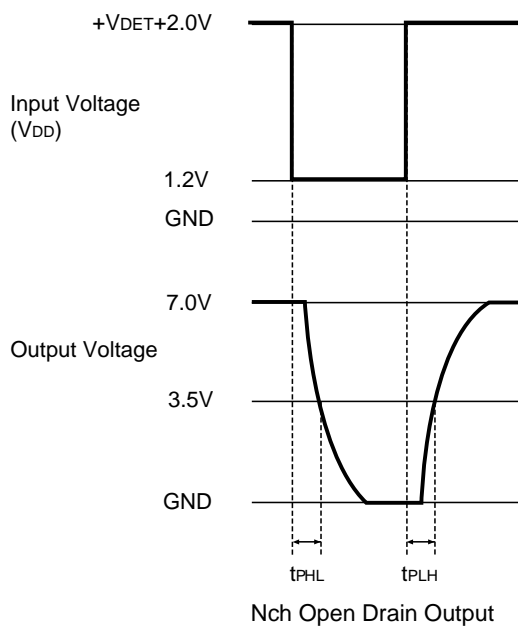 +VDET+2.0V
Input Voltage
(VDD)
1.2V
GND
7.0V
Output Voltage
3.5V
GND
tPHL
tPLH
Nch Open Drain Output